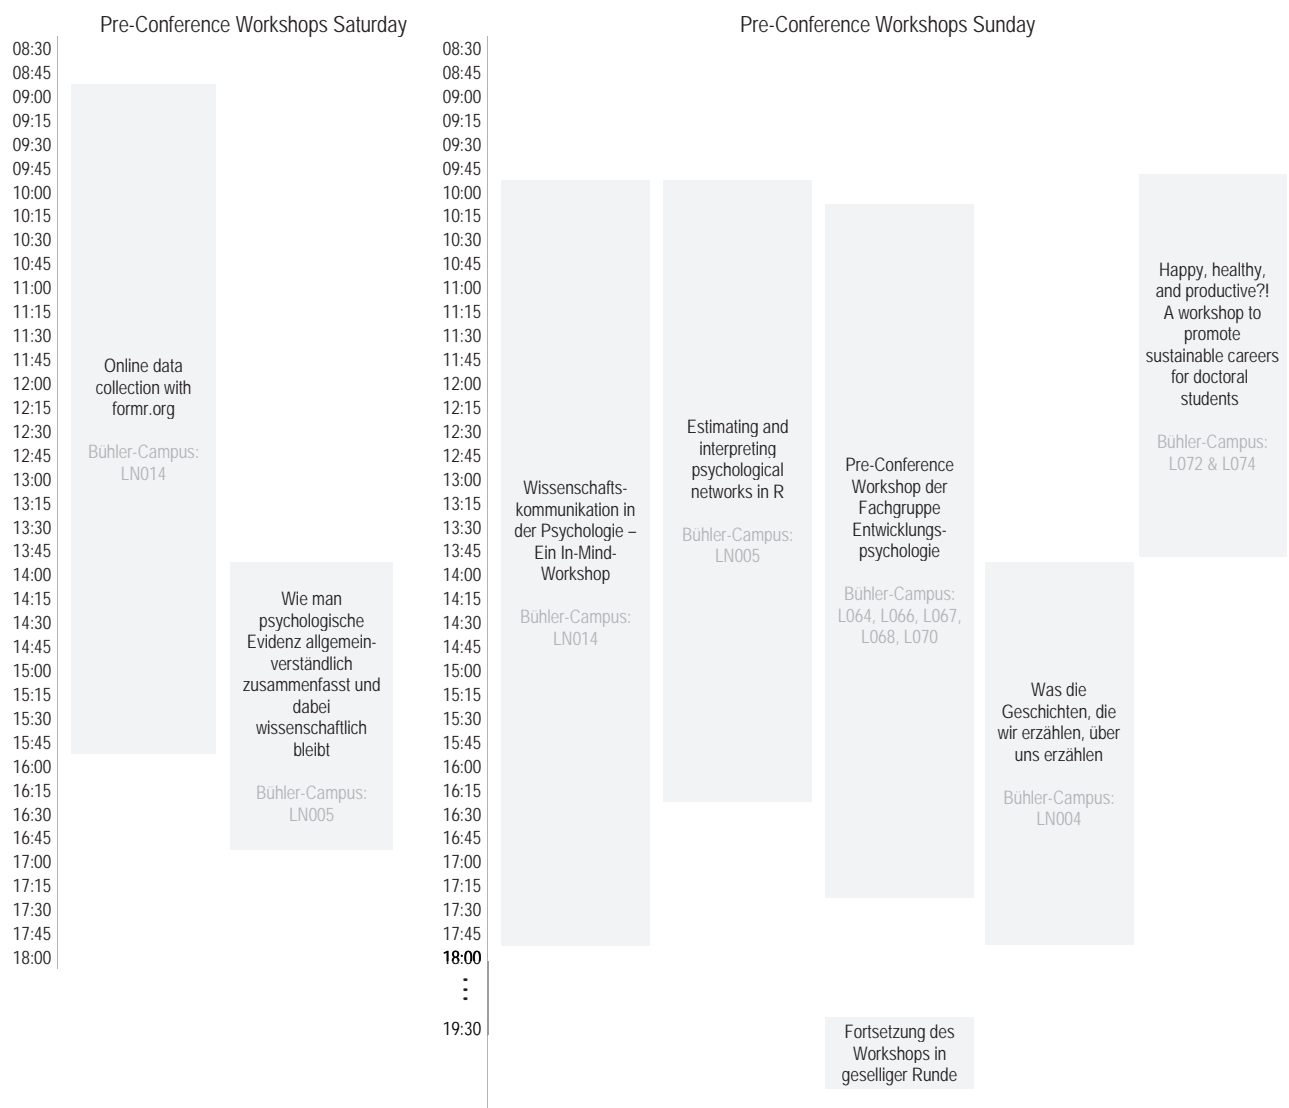 Pre-Conference Workshops Saturday
08:30
08:45
09:00
09:15
09:30
09:45
10:00
10:15
10:30
10:45
11:00
11:15
11:30
11:45
12:00
12:15
12:30
12:45
13:00
13:15
13:30
13:45
14:00
14:15
14:30
14:45
15:00
15:15
15:30
15:45
16:00
16:15
16:30
16:45
17:00
17:15
17:30
17:45
18:00
Online data
collection with
formr.org
Bühler-Campus:
LN014
Wie man
psychologische
Evidenz allgemein-
verständlich
zusammenfasst und
dabei
wissenschaftlich
bleibt
Bühler-Campus:
LN005
Pre-Conference Workshops Sunday
08:30
08:45
09:00
09:15
09:30
09:45
10:00
10:15
10:30
10:45
11:00
11:15
11:30
11:45
12:00
12:15
12:30
12:45
13:00
13:15
13:30
13:45
14:00
14:15
14:30
14:45
15:00
15:15
15:30
15:45
16:00
16:15
16:30
16:45
17:00
17:15
17:30
17:45
18:00
⋮
19:30
Wissenschafts-
kommunikation in
der Psychologie –
Ein In-Mind-
Workshop
Bühler-Campus:
LN014
Estimating and
interpreting
psychological
networks in R
Bühler-Campus:
LN005
Pre-Conference
Workshop der
Fachgruppe
Entwicklungs-
psychologie
Bühler-Campus:
L064, L066, L067,
L068, L070
Was die
Geschichten, die
wir erzählen, über
uns erzählen
Bühler-Campus:
LN004
Happy, healthy,
and productive?!
A workshop to
promote
sustainable careers
for doctoral
students
Bühler-Campus:
L072 & L074
Fortsetzung des
Workshops in
geselliger Runde